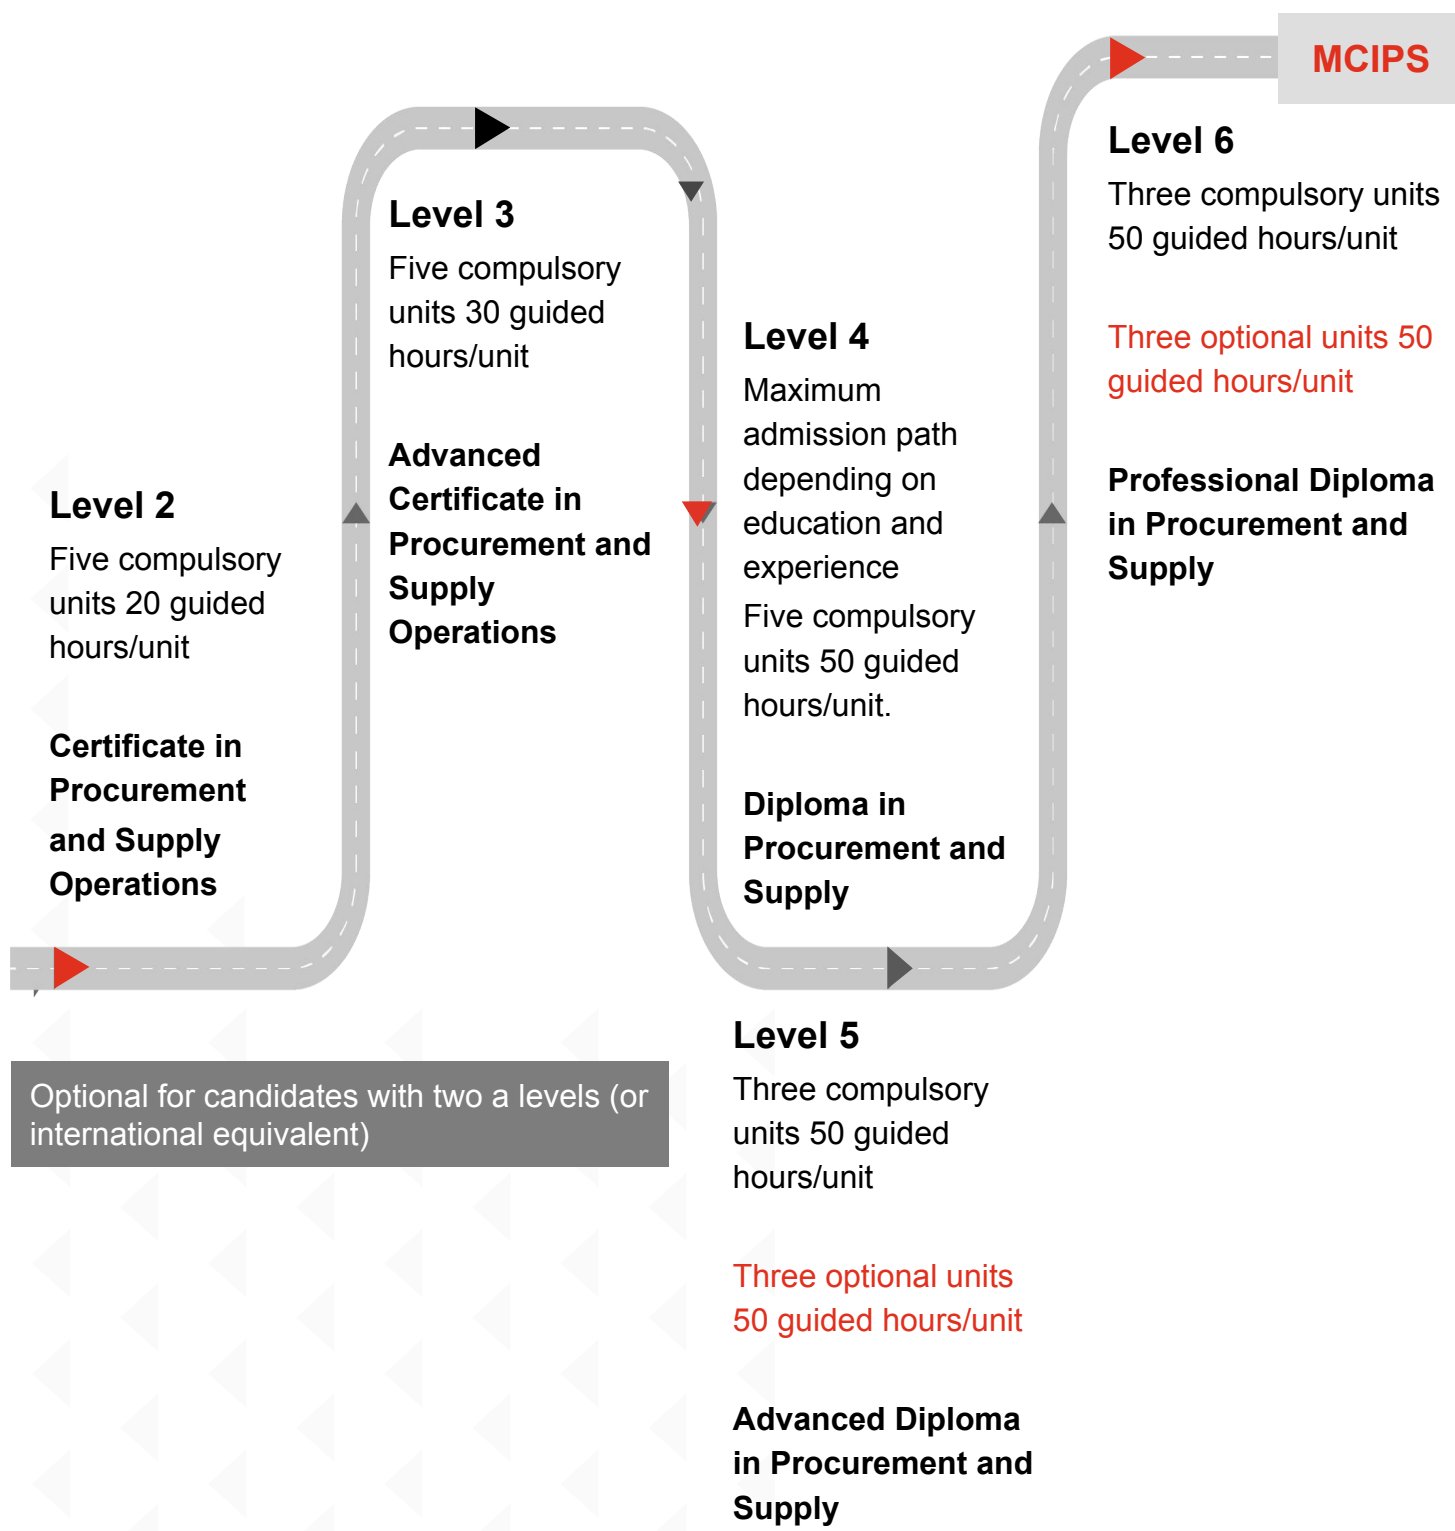 Level 2
Five compulsory
units 20 guided
hours/unit
Certificate in
Procurement
and Supply
Operations
Optional for candidates with two a levels (or
international equivalent)
Level 3
Five compulsory
units 30 guided
hours/unit
Advanced
Certificate in
Procurement and
Supply
Operations
Level 4
Maximum
admission path
depending on
education and
experience
Five compulsory
units 50 guided
hours/unit.
Diploma in
Procurement and
Supply
Level 5
Three compulsory
units 50 guided
hours/unit
Three optional units
50 guided hours/unit
Advanced Diploma
in Procurement and
Supply
MCIPS
Level 6
Three compulsory units
50 guided hours/unit
Three optional units 50
guided hours/unit
Professional Diploma
in Procurement and
Supply